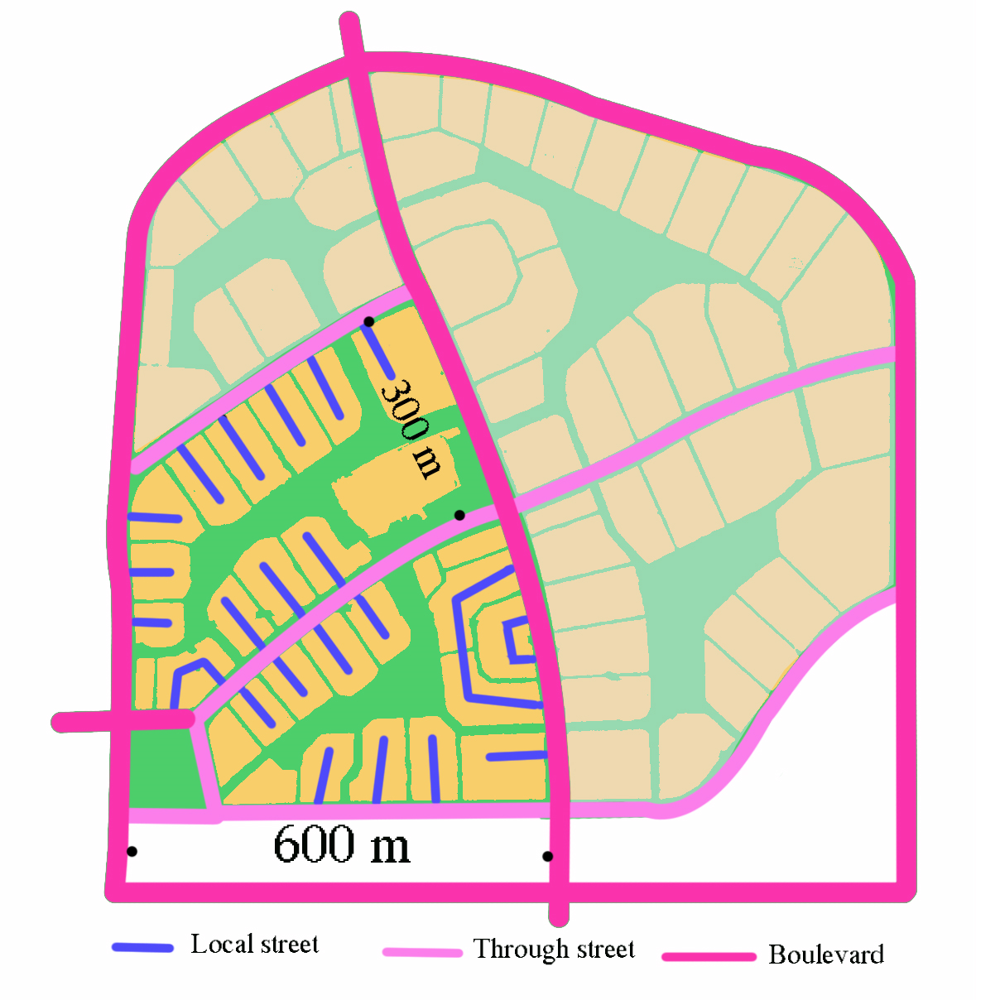 300 m
600 m
Local street
Through street
Boulevard